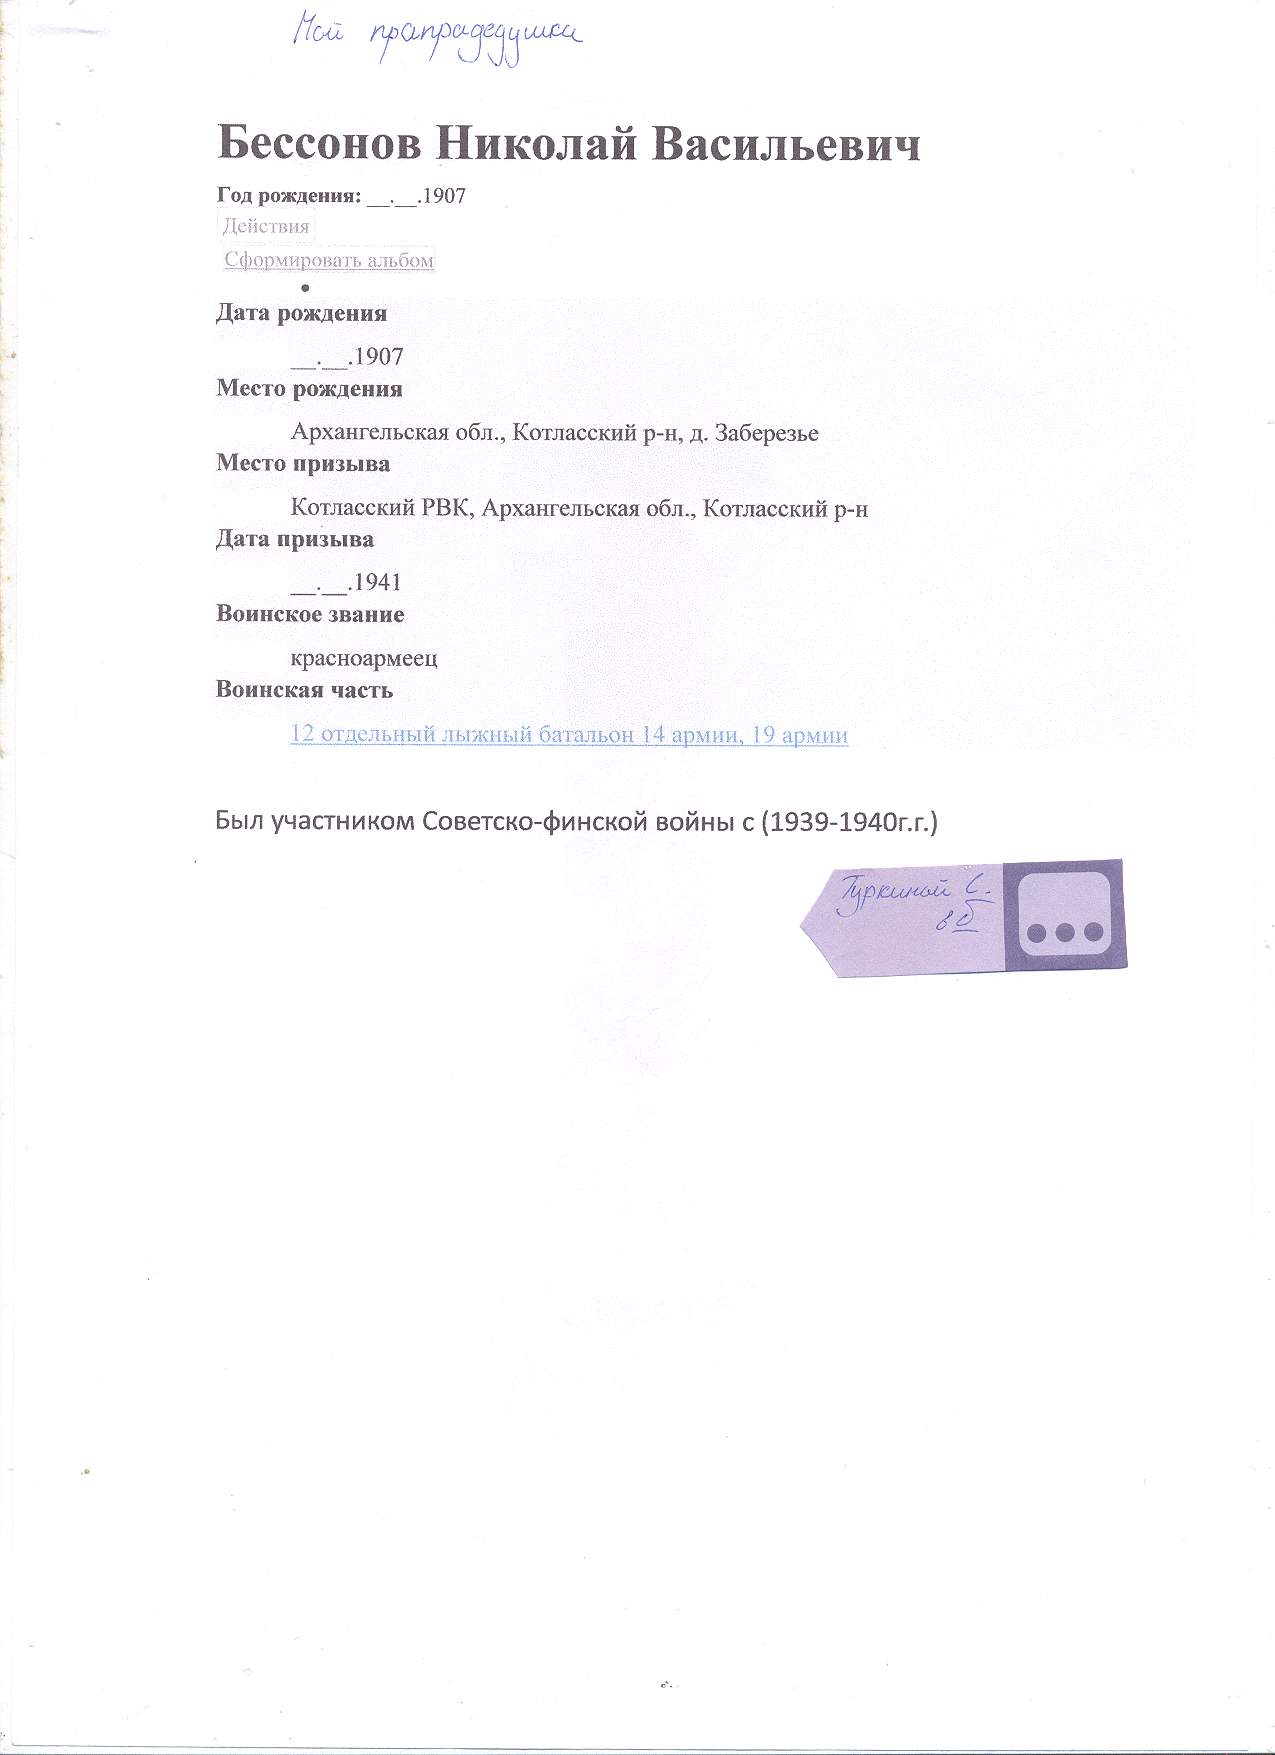 Мой прапрадедушка
Бессонов Николай Васильевич
Год рождения: __.__.1907
Действия
Сформировать альбом
•
Дата рождения
__.__.1907
Место рождения
Архангельская обл., Котласский р-н, д. Заберезье
Место призыва
Котласский РВК, Архангельская обл., Котласский р-н
Дата призыва
__.__.1941
Воинское звание
красноармеец
Воинская часть
12 отдельный лыжный батальон 14 армии, 19 армии
Был участником Советско-финской войны с (1939-1940г.г.)
Туркиной С.